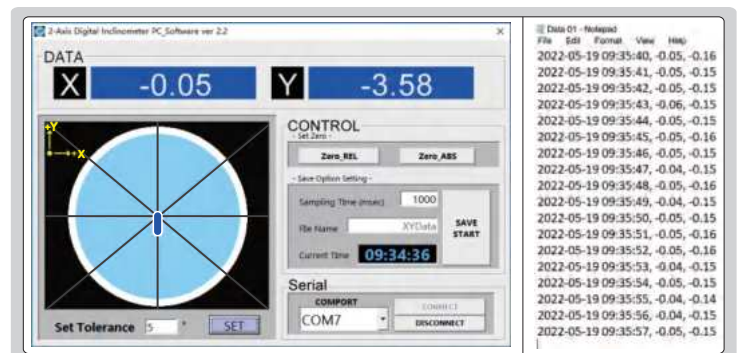 2-Axis Digital Inclinometer PC_Software ver 2.2
DATA
X -0.05 Y -3.58
+Y
+X
Set Tolerance 5 ° SET
CONTROL
- Set Zero -
Zero_REL Zero_ABS
- Save Option Setting -
Sampling Time (msec) 1000
File Name XYData
SAVE START
Current Time 09:34:36
Serial
COMPORT
COM7
CONNECT
DISCONNECT
Data 01 - Notepad
File Edit Format View Help
2022-05-19 09:35:40, -0.05, -0.16
2022-05-19 09:35:41, -0.05, -0.15
2022-05-19 09:35:42, -0.05, -0.15
2022-05-19 09:35:43, -0.06, -0.15
2022-05-19 09:35:44, -0.05, -0.15
2022-05-19 09:35:45, -0.05, -0.16
2022-05-19 09:35:46, -0.05, -0.15
2022-05-19 09:35:47, -0.04, -0.15
2022-05-19 09:35:48, -0.05, -0.16
2022-05-19 09:35:49, -0.04, -0.15
2022-05-19 09:35:50, -0.05, -0.15
2022-05-19 09:35:51, -0.05, -0.16
2022-05-19 09:35:52, -0.05, -0.16
2022-05-19 09:35:53, -0.04, -0.15
2022-05-19 09:35:54, -0.05, -0.15
2022-05-19 09:35:55, -0.04, -0.14
2022-05-19 09:35:56, -0.04, -0.15
2022-05-19 09:35:57, -0.05, -0.15